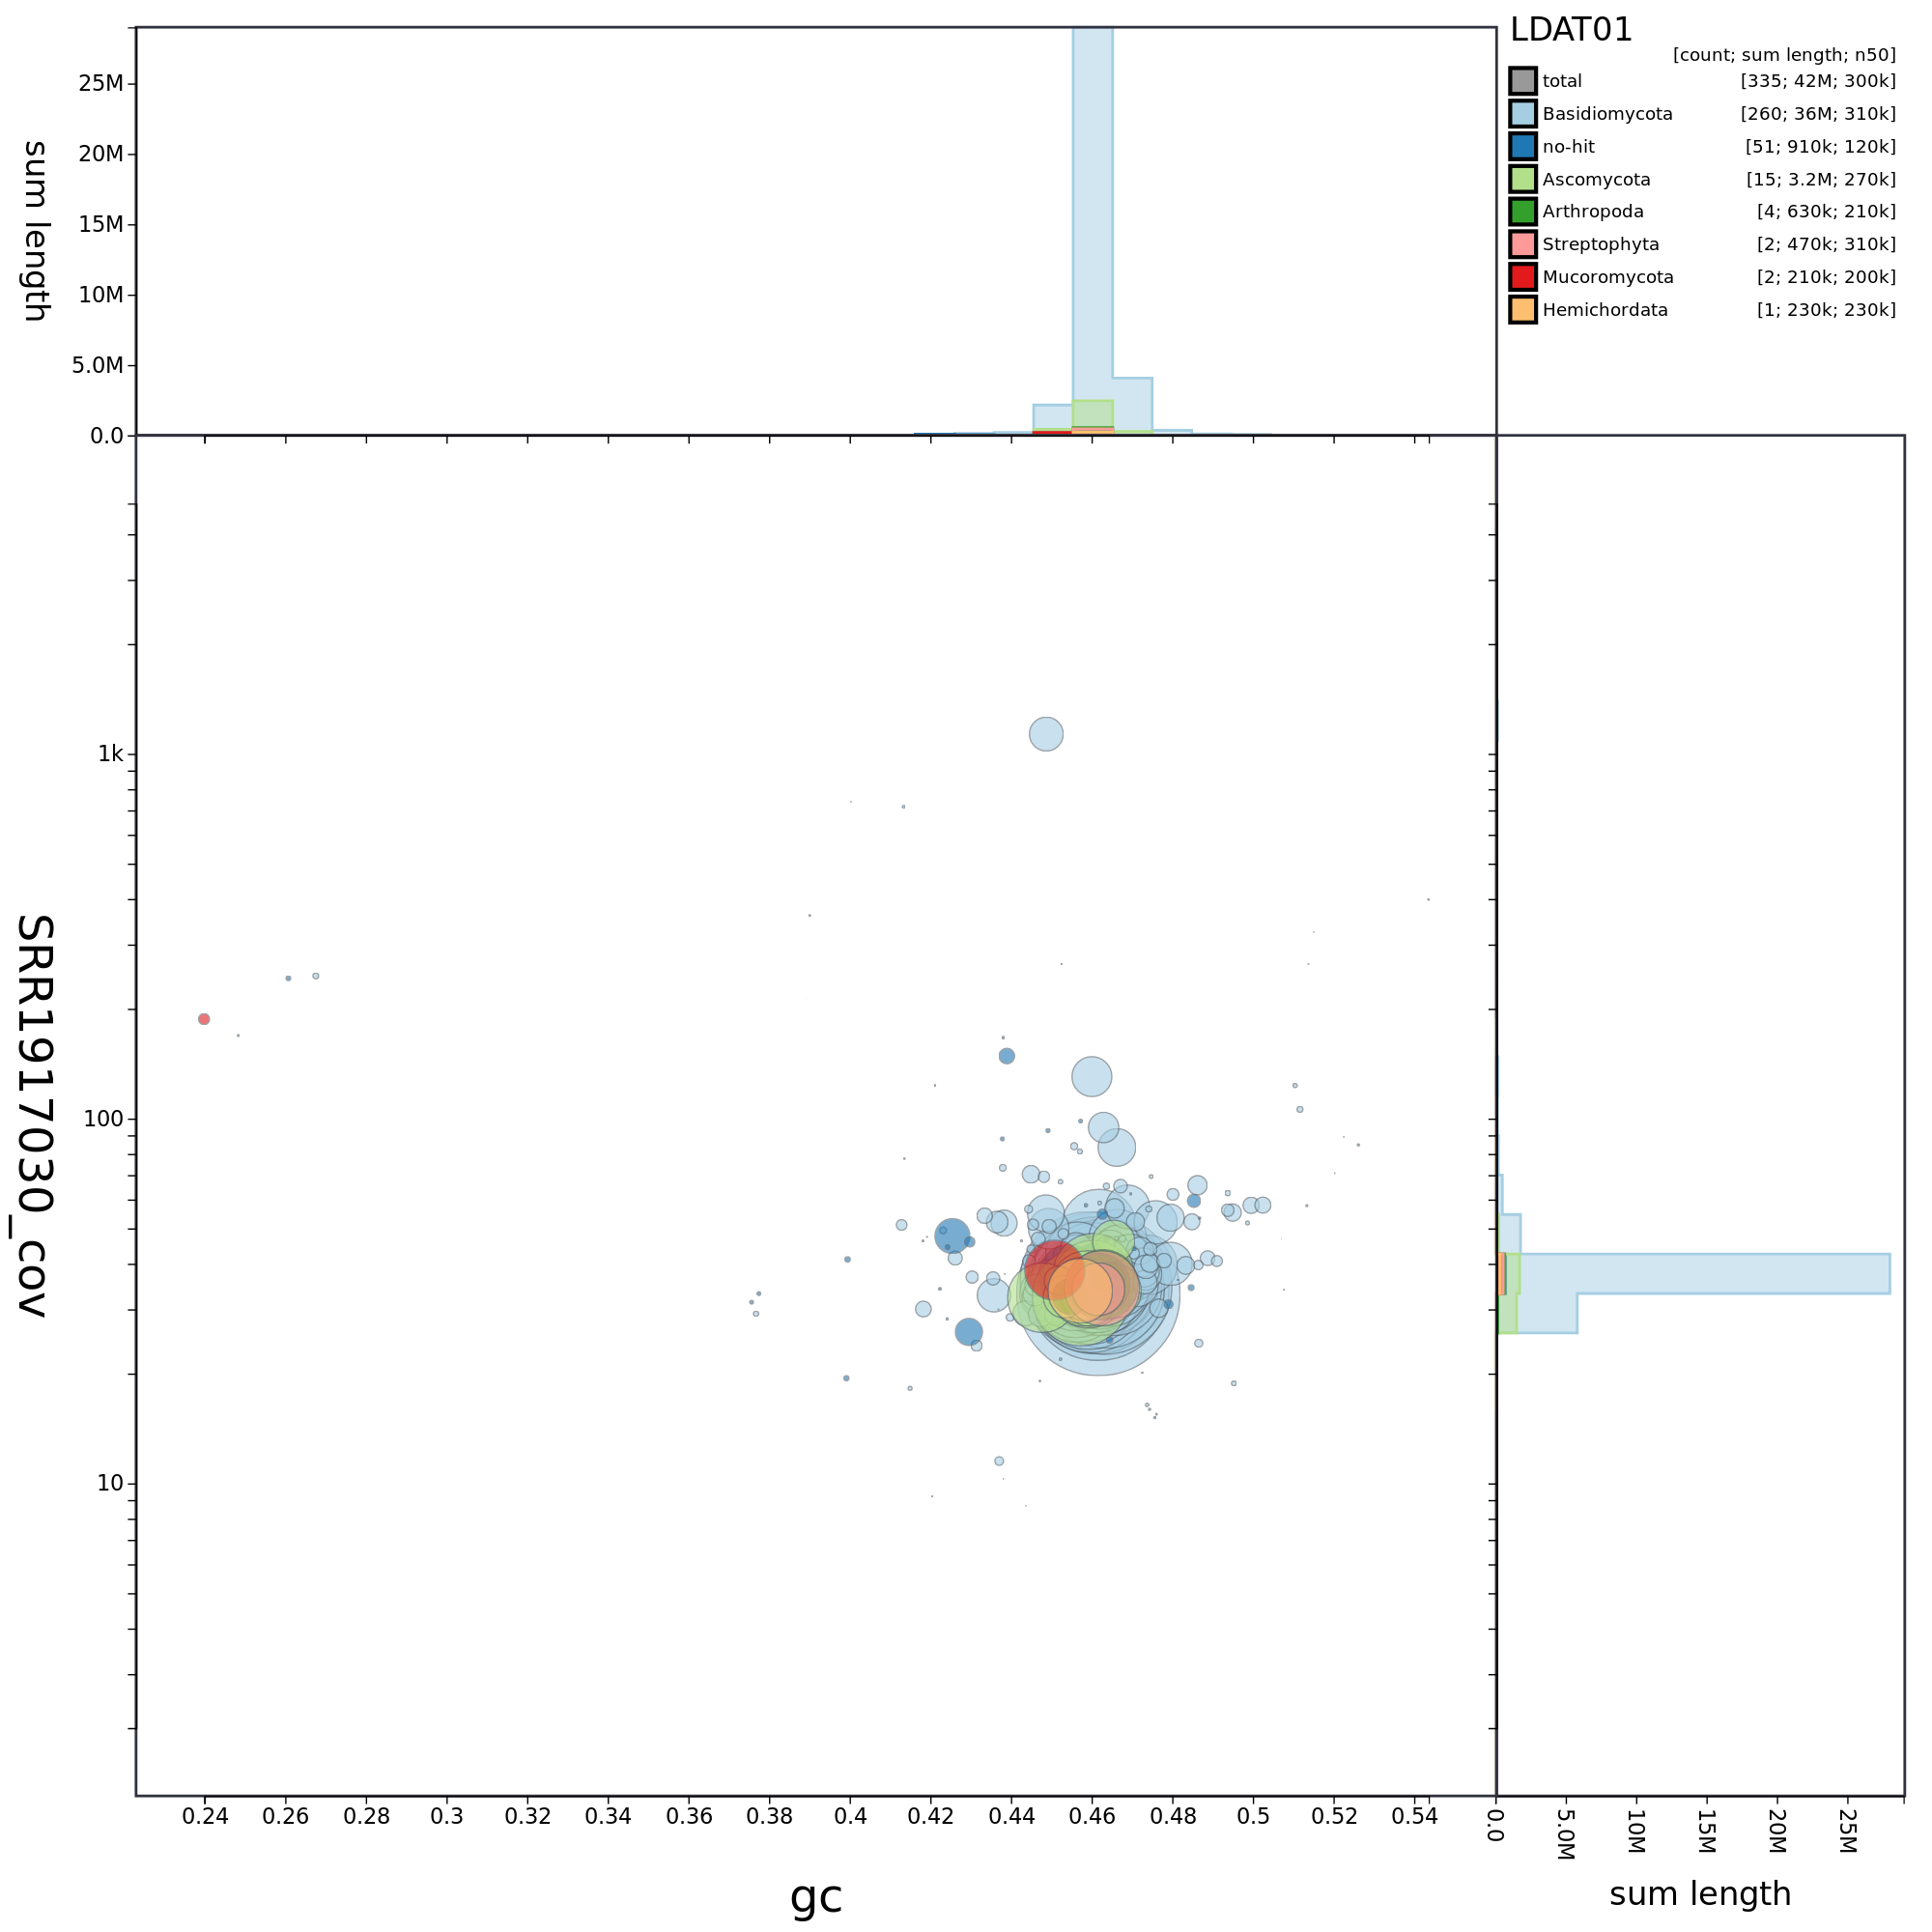 LDAT01
[count; sum length; n50]
total [335; 42M; 300k]
Basidiomycota [260; 36M; 310k]
no-hit [51; 910k; 120k]
Ascomycota [15; 3.2M; 270k]
Arthropoda [4; 630k; 210k]
Streptophyta [2; 470k; 310k]
Mucoromycota [2; 210k; 200k]
Hemichordata [1; 230k; 230k]
sum length
25M
20M
15M
10M
5.0M
0.0
SRR1917030_cov
1k
100
10
0.24 0.26 0.28 0.3 0.32 0.34 0.36 0.38 0.4 0.42 0.44 0.46 0.48 0.5 0.52 0.54
gc
0.0 5.0M 10M 15M 20M 25M
sum length